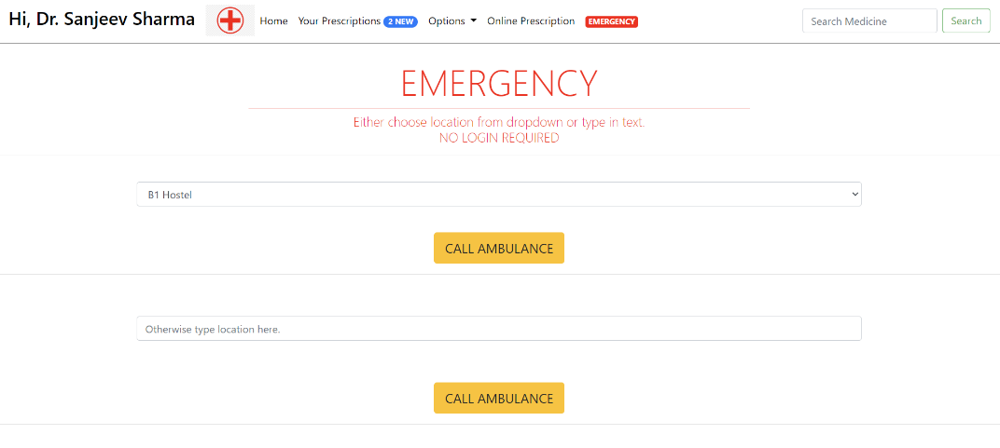 Hi, Dr. Sanjeev Sharma Home Your Prescriptions 2 NEW Options Online Prescription EMERGENCY Search Medicine Search
EMERGENCY
Either choose location from dropdown or type in text.
NO LOGIN REQUIRED
B1 Hostel
CALL AMBULANCE
Otherwise type location here.
CALL AMBULANCE